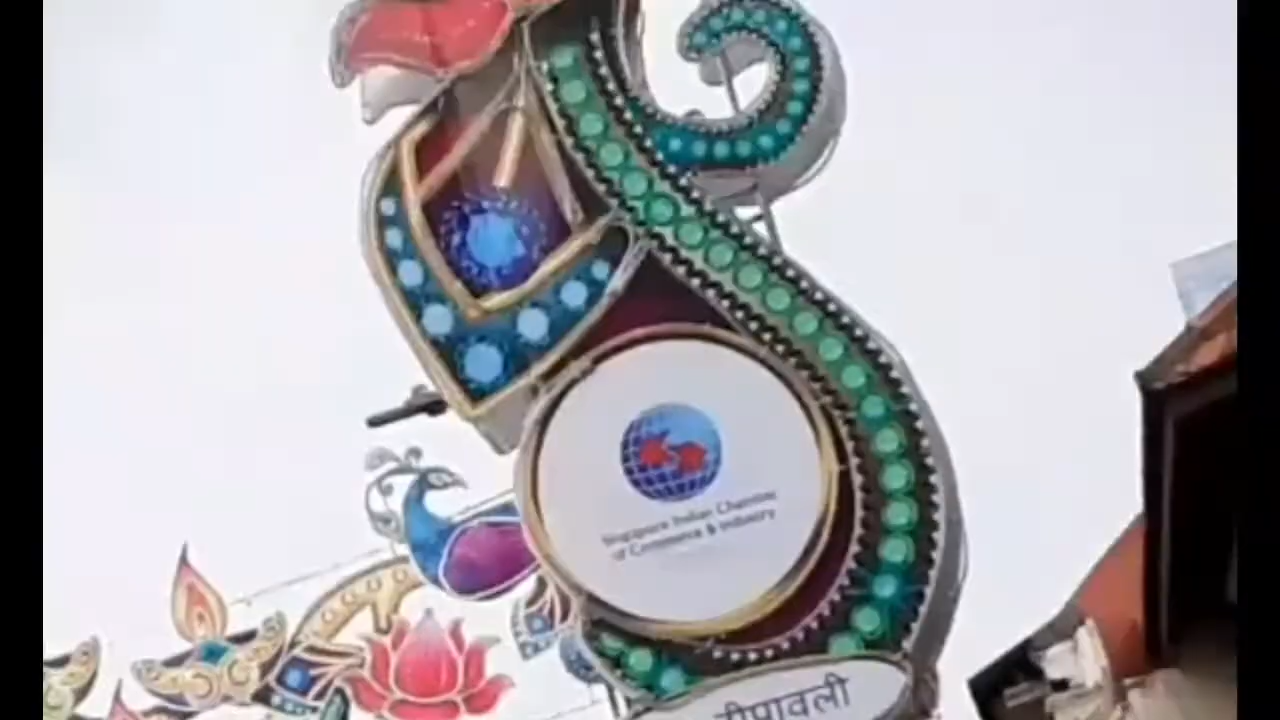 Singapore Indian Chamber
of Commerce & Industry
दीपावली